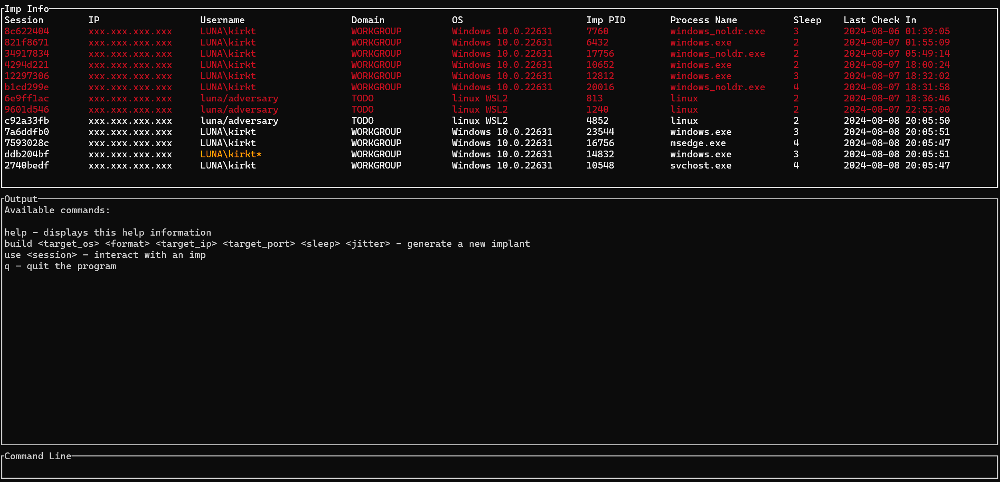 Imp Info
Session IP Username Domain OS Imp PID Process Name Sleep Last Check In
8c622404 xxx.xxx.xxx.xxx LUNA\kirkt WORKGROUP Windows 10.0.22631 7760 windows_noldr.exe 3 2024-08-06 01:39:05
821f8671 xxx.xxx.xxx.xxx LUNA\kirkt WORKGROUP Windows 10.0.22631 6432 windows.exe 2 2024-08-07 01:55:09
34917834 xxx.xxx.xxx.xxx LUNA\kirkt WORKGROUP Windows 10.0.22631 17756 windows_noldr.exe 2 2024-08-07 05:49:14
4294d221 xxx.xxx.xxx.xxx LUNA\kirkt WORKGROUP Windows 10.0.22631 10652 windows.exe 2 2024-08-07 18:00:24
12297306 xxx.xxx.xxx.xxx LUNA\kirkt WORKGROUP Windows 10.0.22631 12812 windows.exe 3 2024-08-07 18:32:02
b1cd299e xxx.xxx.xxx.xxx LUNA\kirkt WORKGROUP Windows 10.0.22631 20016 windows_noldr.exe 4 2024-08-07 18:31:58
6e9ff1ac xxx.xxx.xxx.xxx luna/adversary TODO linux WSL2 813 linux 2 2024-08-07 18:36:46
9601d546 xxx.xxx.xxx.xxx luna/adversary TODO linux WSL2 1240 linux 2 2024-08-07 22:53:00
c92a33fb xxx.xxx.xxx.xxx luna/adversary TODO linux WSL2 4852 linux 2 2024-08-08 20:05:50
7a6ddfb0 xxx.xxx.xxx.xxx LUNA\kirkt WORKGROUP Windows 10.0.22631 23544 windows.exe 3 2024-08-08 20:05:51
7593028c xxx.xxx.xxx.xxx LUNA\kirkt WORKGROUP Windows 10.0.22631 16756 msedge.exe 4 2024-08-08 20:05:47
ddb204bf xxx.xxx.xxx.xxx LUNA\kirkt* WORKGROUP Windows 10.0.22631 14832 windows.exe 3 2024-08-08 20:05:51
2740bedf xxx.xxx.xxx.xxx LUNA\kirkt WORKGROUP Windows 10.0.22631 10548 svchost.exe 4 2024-08-08 20:05:47
Output
Available commands:
help - displays this help information
build <target_os> <format> <target_ip> <target_port> <sleep> <jitter> - generate a new implant
use <session> - interact with an imp
q - quit the program
Command Line